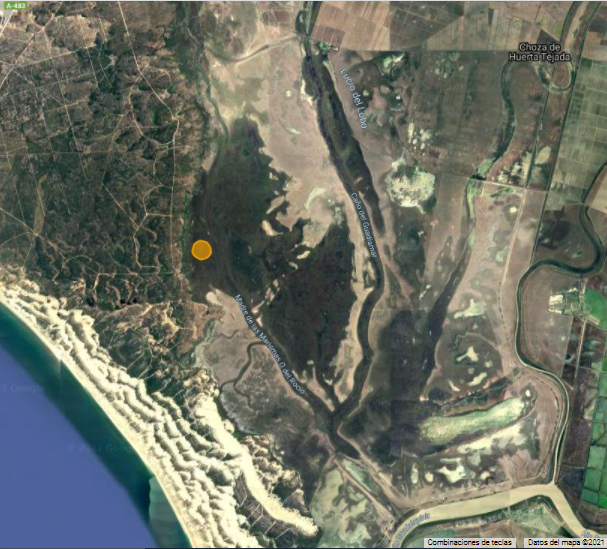 A-483
Choza de
Huerta Tejada
Lucio del Lobo
Caño del Guadiamar
Madre de las Marismas O del Rocío
Combinaciones de teclas
Datos del mapa ©2021